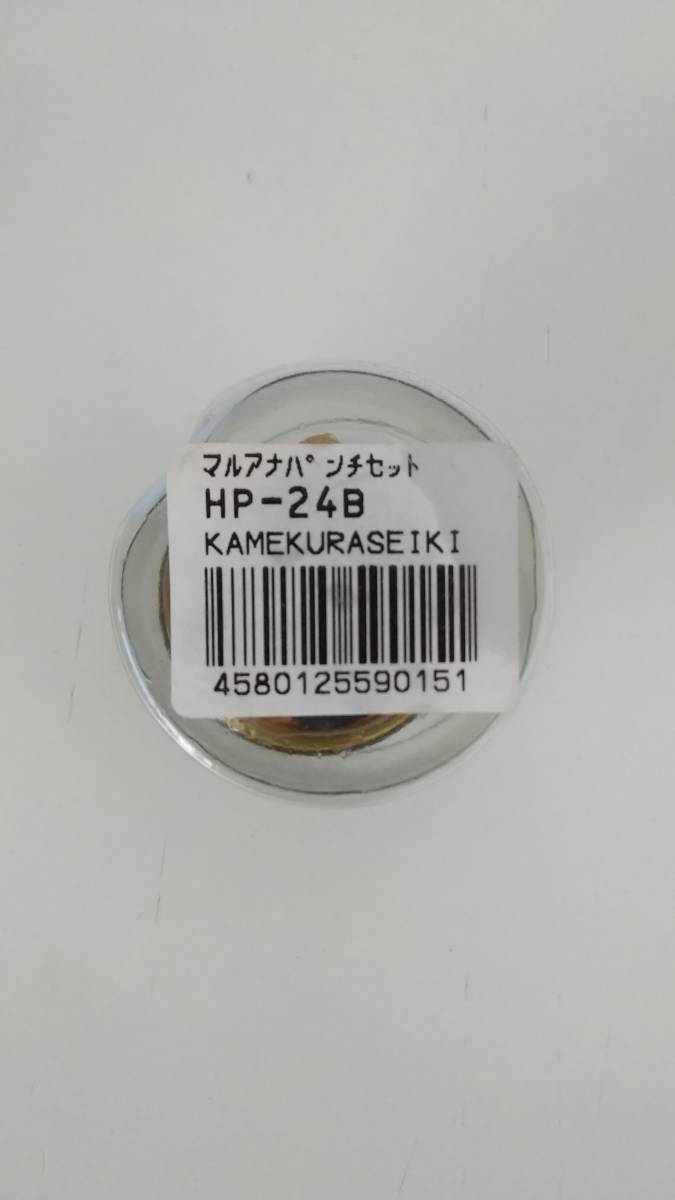 ﾏﾙｱﾅﾊﾟﾝﾁｾｯﾄ
HP-24B
KAMEKURASEIKI
4580125590151